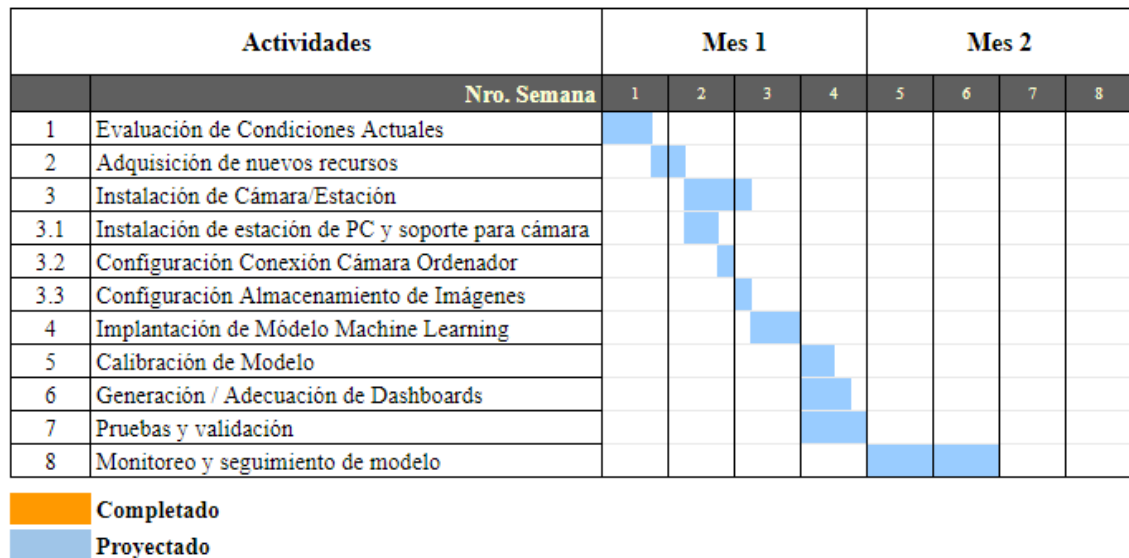 Actividades Mes 1 Mes 2
Nro. Semana 1 2 3 4 5 6 7 8
1 Evaluación de Condiciones Actuales
2 Adquisición de nuevos recursos
3 Instalación de Cámara/Estación
3.1 Instalación de estación de PC y soporte para cámara
3.2 Configuración Conexión Cámara Ordenador
3.3 Configuración Almacenamiento de Imágenes
4 Implantación de Módelo Machine Learning
5 Calibración de Modelo
6 Generación / Adecuación de Dashboards
7 Pruebas y validación
8 Monitoreo y seguimiento de modelo
Completado
Proyectado